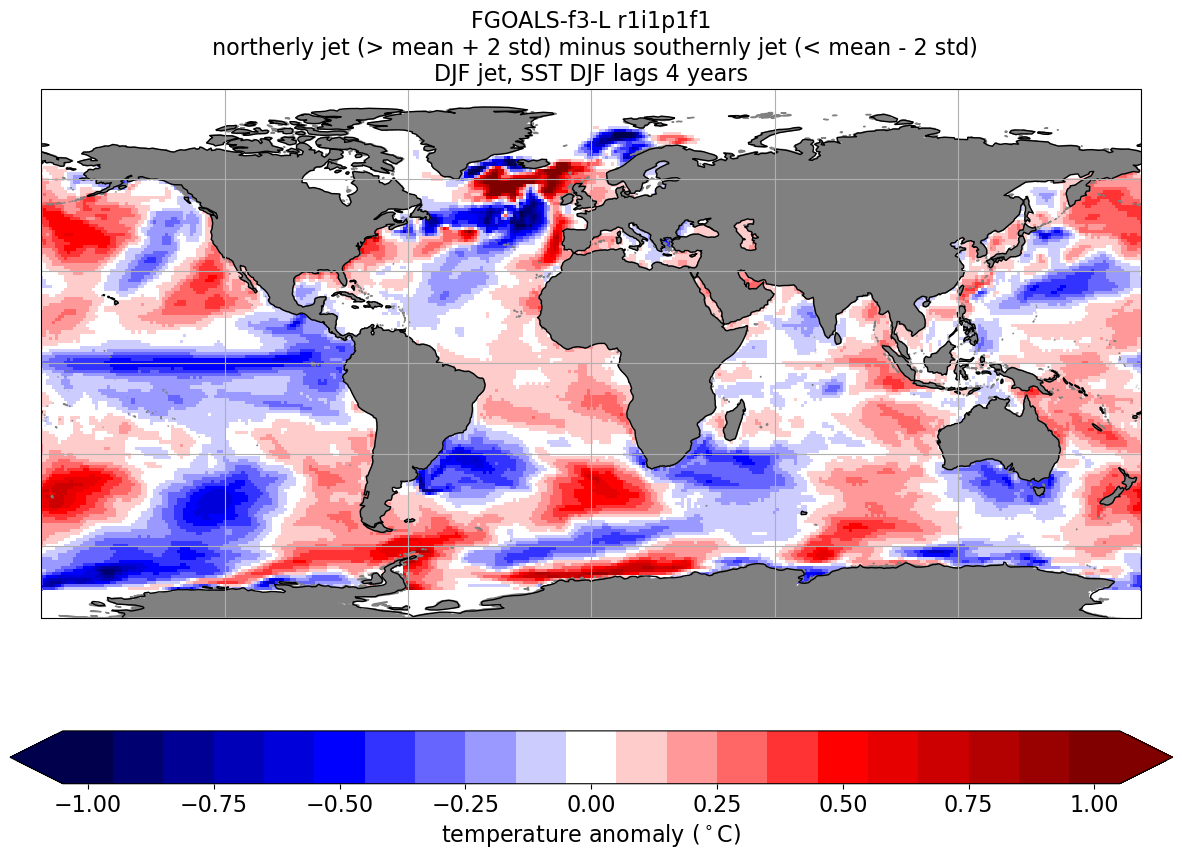 FGOALS-f3-L r1i1p1f1
northerly jet (> mean + 2 std) minus southernly jet (< mean - 2 std)
DJF jet, SST DJF lags 4 years
−1.00 −0.75 −0.50 −0.25 0.00 0.25 0.50 0.75 1.00
temperature anomaly (°C)